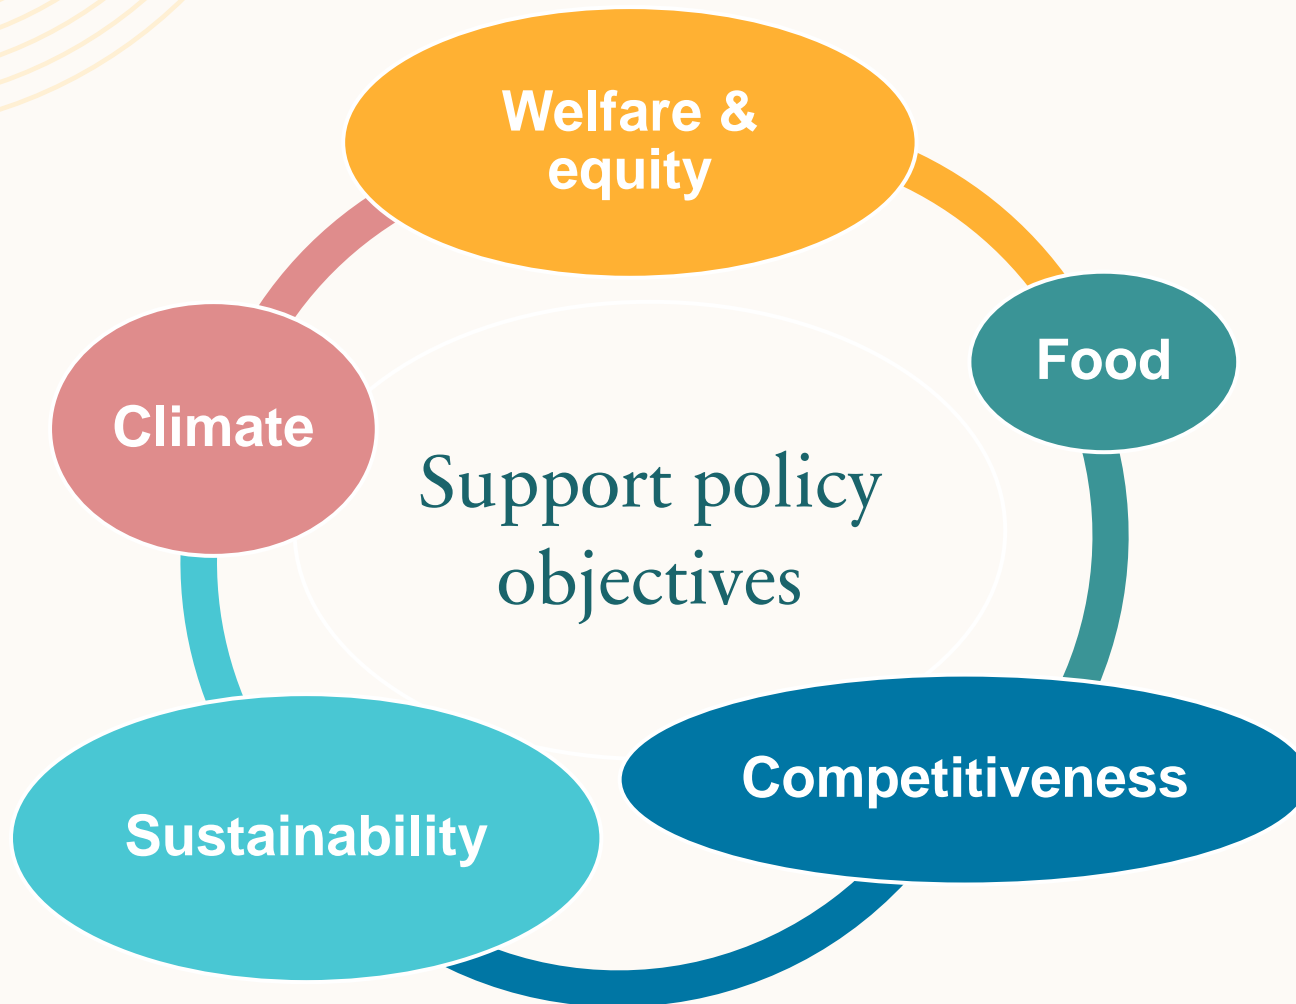 Welfare &
equity
Food
Climate
Support policy
objectives
Competitiveness
Sustainability